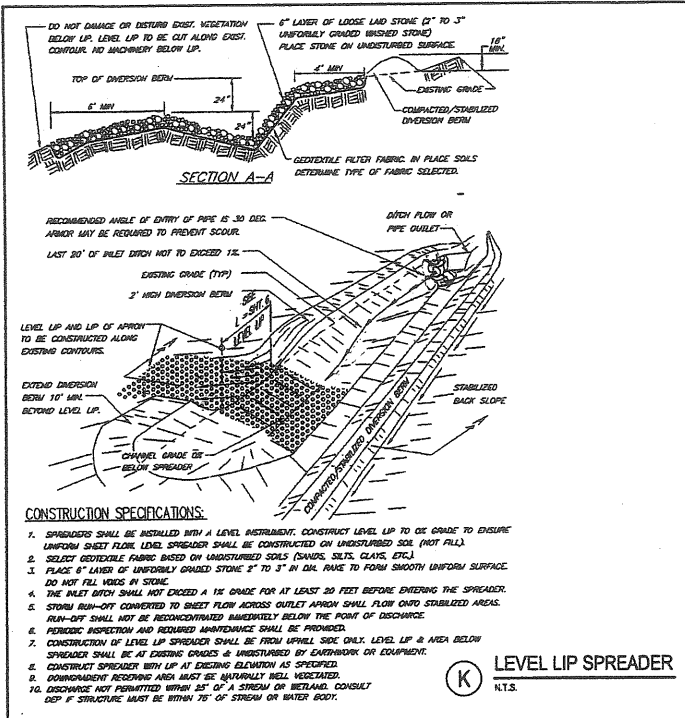 DO NOT DAMAGE OR DISTURB EXIST. VEGETATION
BELOW LIP. LEVEL LIP TO BE CUT ALONG EXIST.
CONTOUR. NO MACHINERY BELOW LIP.
6" LAYER OF LOOSE LAID STONE (2" TO 3"
UNIFORMLY GRADED WASHED STONE)
PLACE STONE ON UNDISTURBED SURFACE.
18"
MIN.
TOP OF DIVERSION BERM
4' MIN
6' MIN
24"
24"
EXISTING GRADE
COMPACTED/STABILIZED
DIVERSION BERM
GEOTEXTILE FILTER FABRIC. IN PLACE SOILS
DETERMINE TYPE OF FABRIC SELECTED.
SECTION A-A
RECOMMENDED ANGLE OF ENTRY OF PIPE IS 30 DEG.
ARMOR MAY BE REQUIRED TO PREVENT SCOUR.
DITCH FLOW OR
PIPE OUTLET
LAST 20' OF INLET DITCH NOT TO EXCEED 1%
EXISTING GRADE (TYP)
2' HIGH DIVERSION BERM
SEE
L = SHT. 6
LEVEL LIP
LEVEL LIP AND LIP OF APRON
TO BE CONSTRUCTED ALONG
EXISTING CONTOURS.
EXTEND DIVERSION
BERM 10' MIN.
BEYOND LEVEL LIP.
STABILIZED
BACK SLOPE
CHANNEL GRADE 0%
BELOW SPREADER
COMPACTED/STABILIZED DIVERSION BERM
CONSTRUCTION SPECIFICATIONS:
1. SPREADERS SHALL BE INSTALLED WITH A LEVEL INSTRUMENT. CONSTRUCT LEVEL LIP TO 0% GRADE TO ENSURE
UNIFORM SHEET FLOW. LEVEL SPREADER SHALL BE CONSTRUCTED ON UNDISTURBED SOIL (NOT FILL).
2. SELECT GEOTEXTILE FABRIC BASED ON UNDISTURBED SOILS (SANDS, SILTS, CLAYS, ETC.)
3. PLACE 6" LAYER OF UNIFORMLY GRADED STONE 2" TO 3" IN DIA. RAKE TO FORM SMOOTH UNIFORM SURFACE.
DO NOT FILL VOIDS IN STONE.
4. THE INLET DITCH SHALL NOT EXCEED A 1% GRADE FOR AT LEAST 20 FEET BEFORE ENTERING THE SPREADER.
5. STORM RUN-OFF CONVERTED TO SHEET FLOW ACROSS OUTLET APRON SHALL FLOW ONTO STABILIZED AREAS.
RUN-OFF SHALL NOT BE RECONCENTRATED IMMEDIATELY BELOW THE POINT OF DISCHARGE.
6. PERIODIC INSPECTION AND REQUIRED MAINTENANCE SHALL BE PROVIDED.
7. CONSTRUCTION OF LEVEL LIP SPREADER SHALL BE FROM UPHILL SIDE ONLY. LEVEL LIP & AREA BELOW
SPREADER SHALL BE AT EXISTING GRADES & UNDISTURBED BY EARTHWORK OR EQUIPMENT.
8. CONSTRUCT SPREADER WITH LIP AT EXISTING ELEVATION AS SPECIFIED.
9. DOWNGRADIENT RECEIVING AREA MUST BE NATURALLY WELL VEGETATED.
10. DISCHARGE NOT PERMITTED WITHIN 25' OF A STREAM OR WETLAND. CONSULT
DEP IF STRUCTURE MUST BE WITHIN 75' OF STREAM OR WATER BODY.
K LEVEL LIP SPREADER
N.T.S.